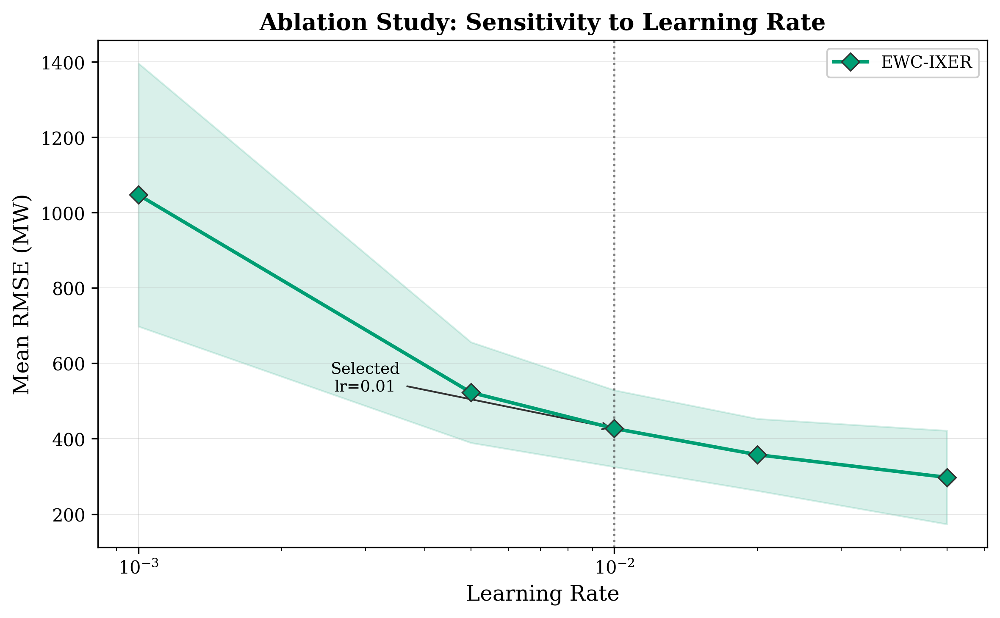 Ablation Study: Sensitivity to Learning Rate
EWC-IXER
1400
1200
1000
800
600
400
200
Mean RMSE (MW)
Selected
lr=0.01
10⁻³
10⁻²
Learning Rate